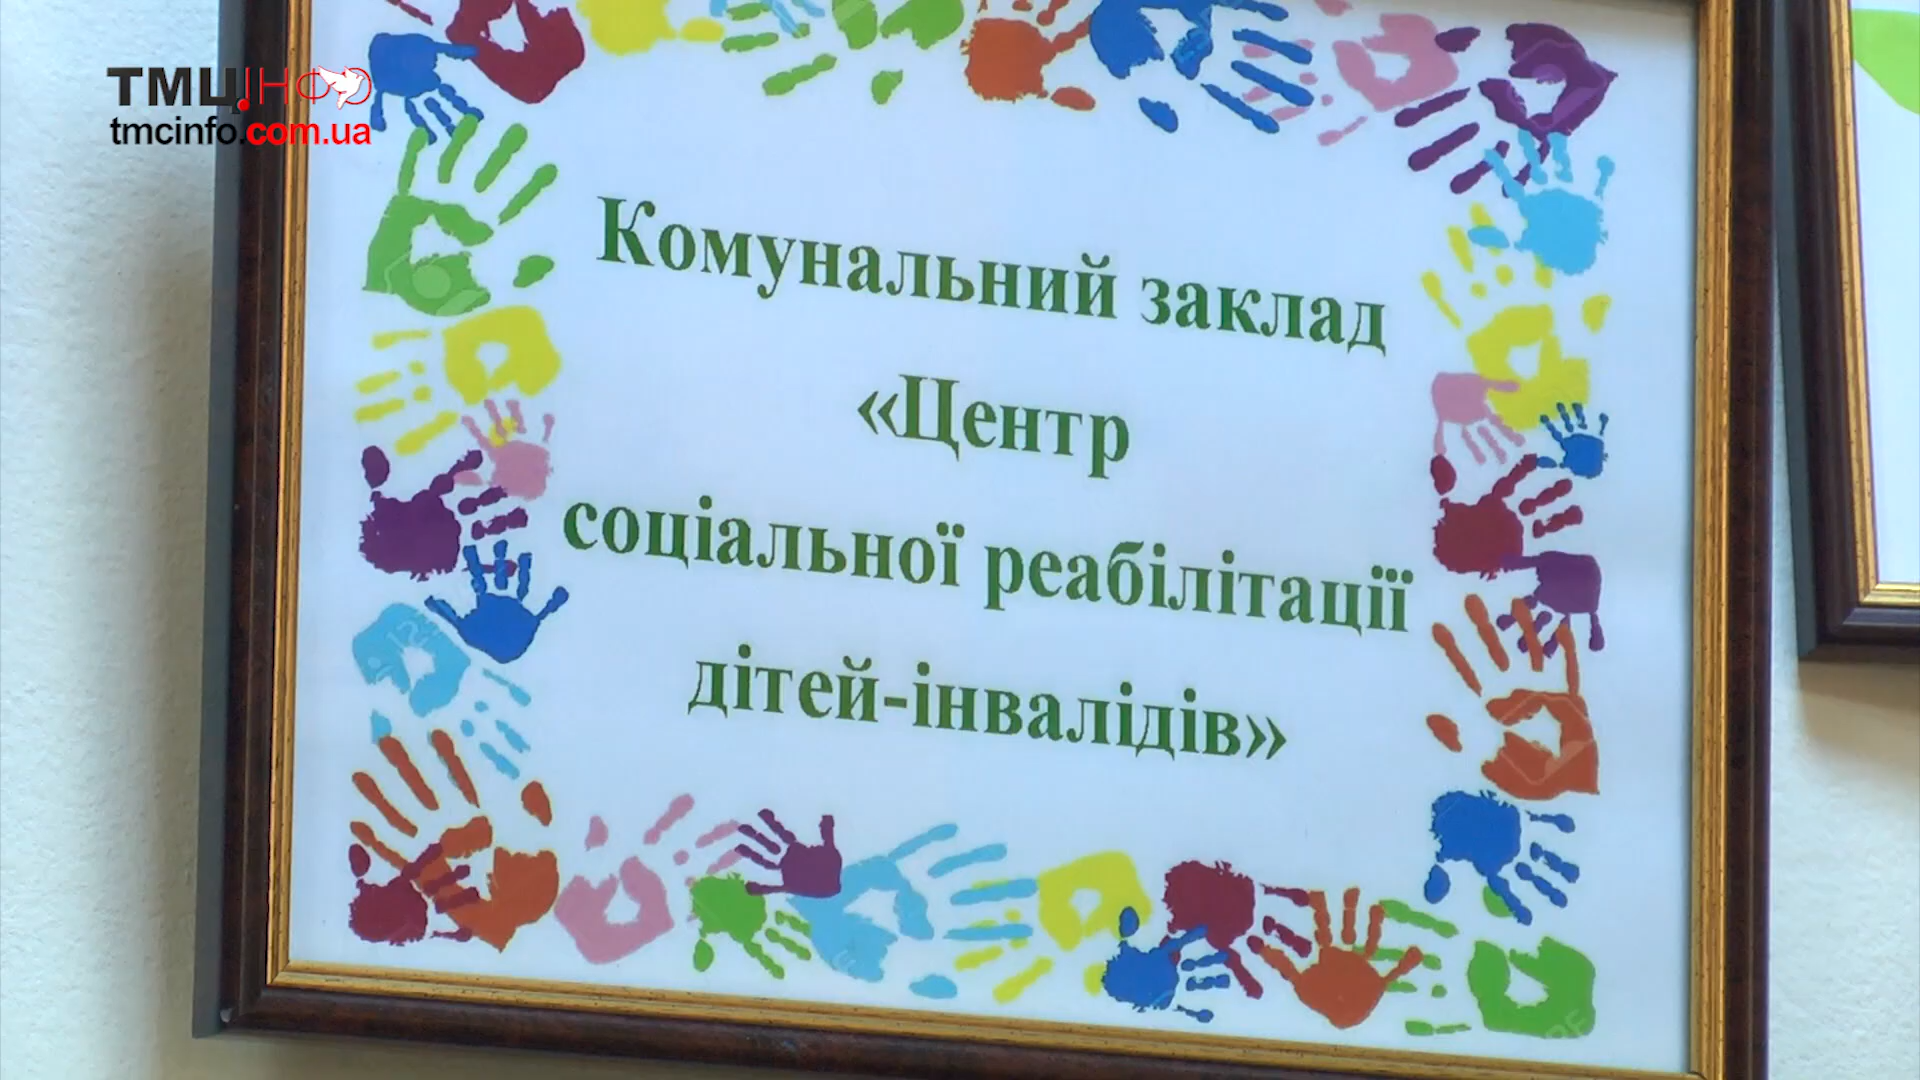 ТМЦ.ІНФО
tmcinfo.com.ua
Комунальний заклад
«Центр
соціальної реабілітації
дітей-інвалідів»